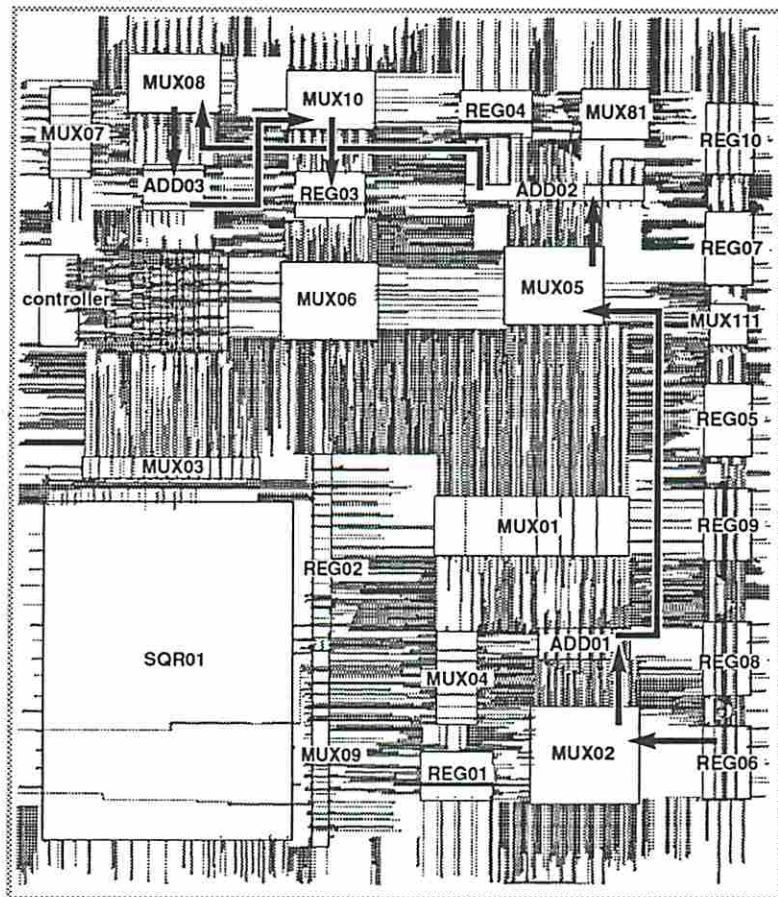 MUX08
MUX10
REG04
MUX81
MUX07
REG10
ADD03
REG03
ADD02
REG07
controller
MUX06
MUX05
MUX111
REG05
MUX03
MUX01
REG09
REG02
ADD01
SQR01
MUX04
REG08
MUX09
REG01
MUX02
REG06